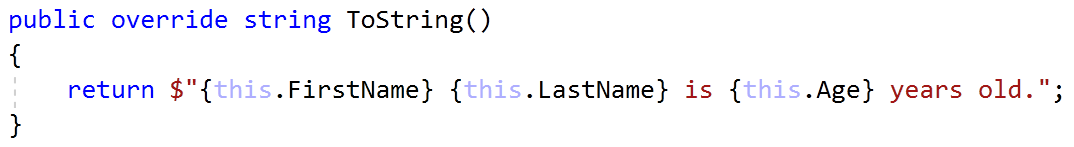 public override string ToString()
{
    return $"{this.FirstName} {this.LastName} is {this.Age} years old.";
}